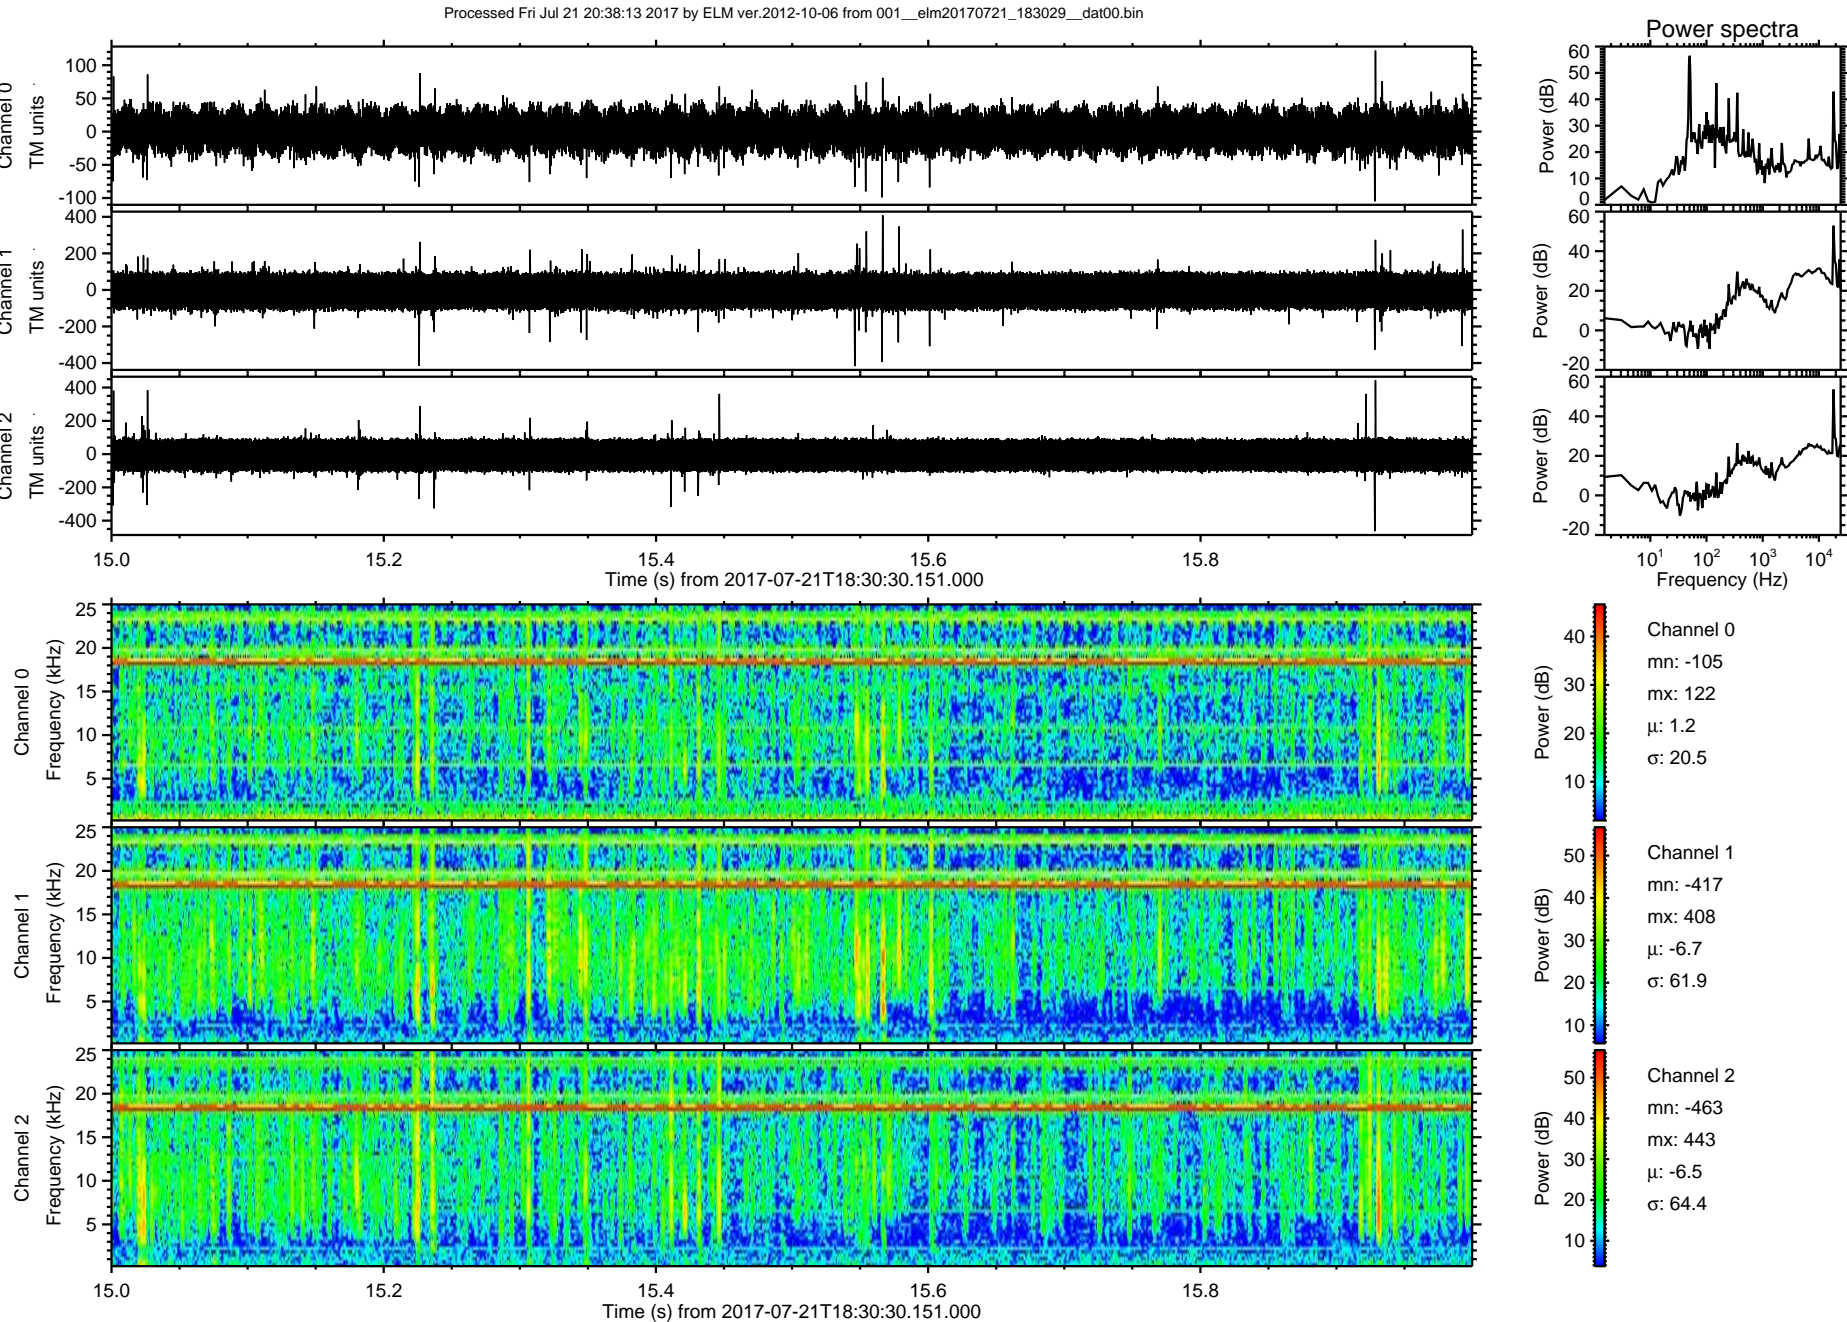 Processed Fri Jul 21 20:38:13 2017 by ELM ver.2012-10-06 from 001__elm20170721_183029__dat00.bin
Power spectra
Channel 0
TM units
100
50
0
-50
-100
Power (dB)
60
50
40
30
20
10
0
Channel 1
TM units
400
200
0
-200
-400
Power (dB)
60
40
20
0
-20
Channel 2
TM units
400
200
0
-200
-400
Power (dB)
60
40
20
0
-20
15.0 15.2 15.4 15.6 15.8
Time (s) from 2017-07-21T18:30:30.151.000
10¹ 10² 10³ 10⁴
Frequency (Hz)
Channel 0
Frequency (kHz)
25
20
15
10
5
Power (dB)
40
30
20
10
Channel 0
mn: -105
mx: 122
μ: 1.2
σ: 20.5
Channel 1
Frequency (kHz)
25
20
15
10
5
Power (dB)
50
40
30
20
10
Channel 1
mn: -417
mx: 408
μ: -6.7
σ: 61.9
Channel 2
Frequency (kHz)
25
20
15
10
5
Power (dB)
50
40
30
20
10
Channel 2
mn: -463
mx: 443
μ: -6.5
σ: 64.4
15.0 15.2 15.4 15.6 15.8
Time (s) from 2017-07-21T18:30:30.151.000